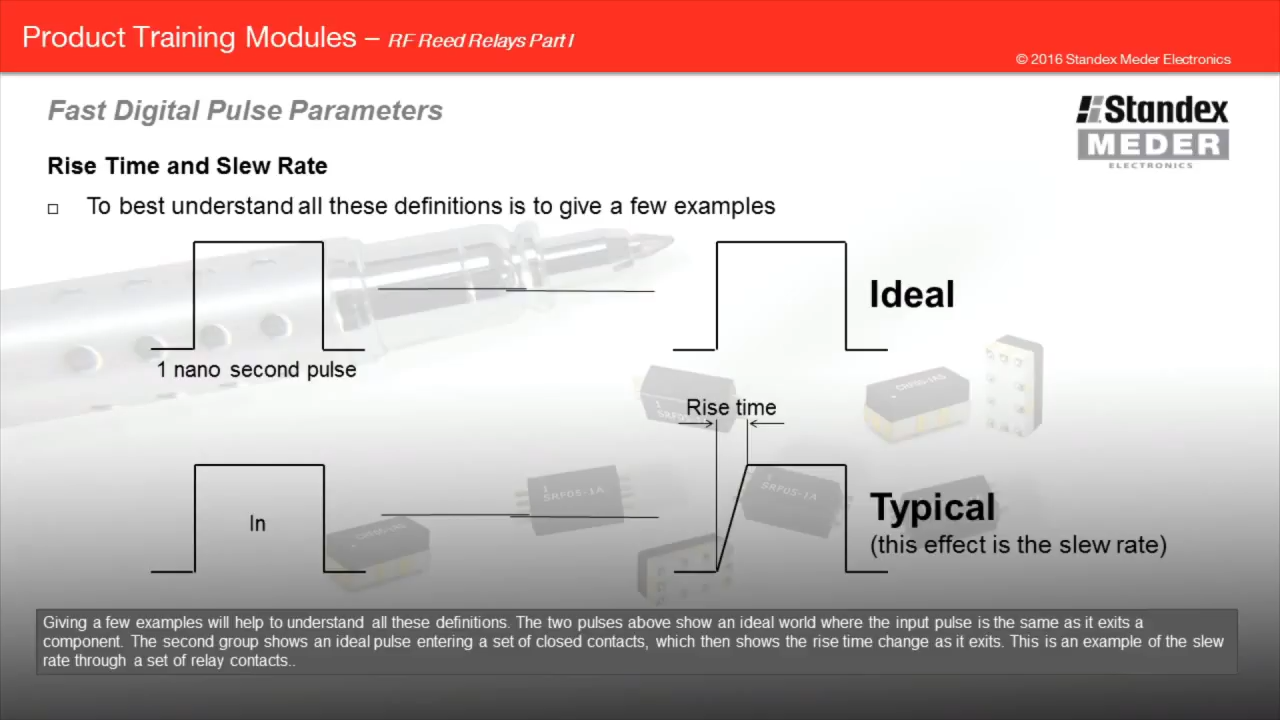 Product Training Modules – RF Reed Relays Part I
© 2016 Standex Meder Electronics
Fast Digital Pulse Parameters
Standex
MEDER
ELECTRONICS
Rise Time and Slew Rate
To best understand all these definitions is to give a few examples
Ideal
1 nano second pulse
Rise time
In
SRF05-1A
SRF05-1A
Typical
(this effect is the slew rate)
Giving a few examples will help to understand all these definitions. The two pulses above show an ideal world where the input pulse is the same as it exits a
component. The second group shows an ideal pulse entering a set of closed contacts, which then shows the rise time change as it exits. This is an example of the slew
rate through a set of relay contacts..